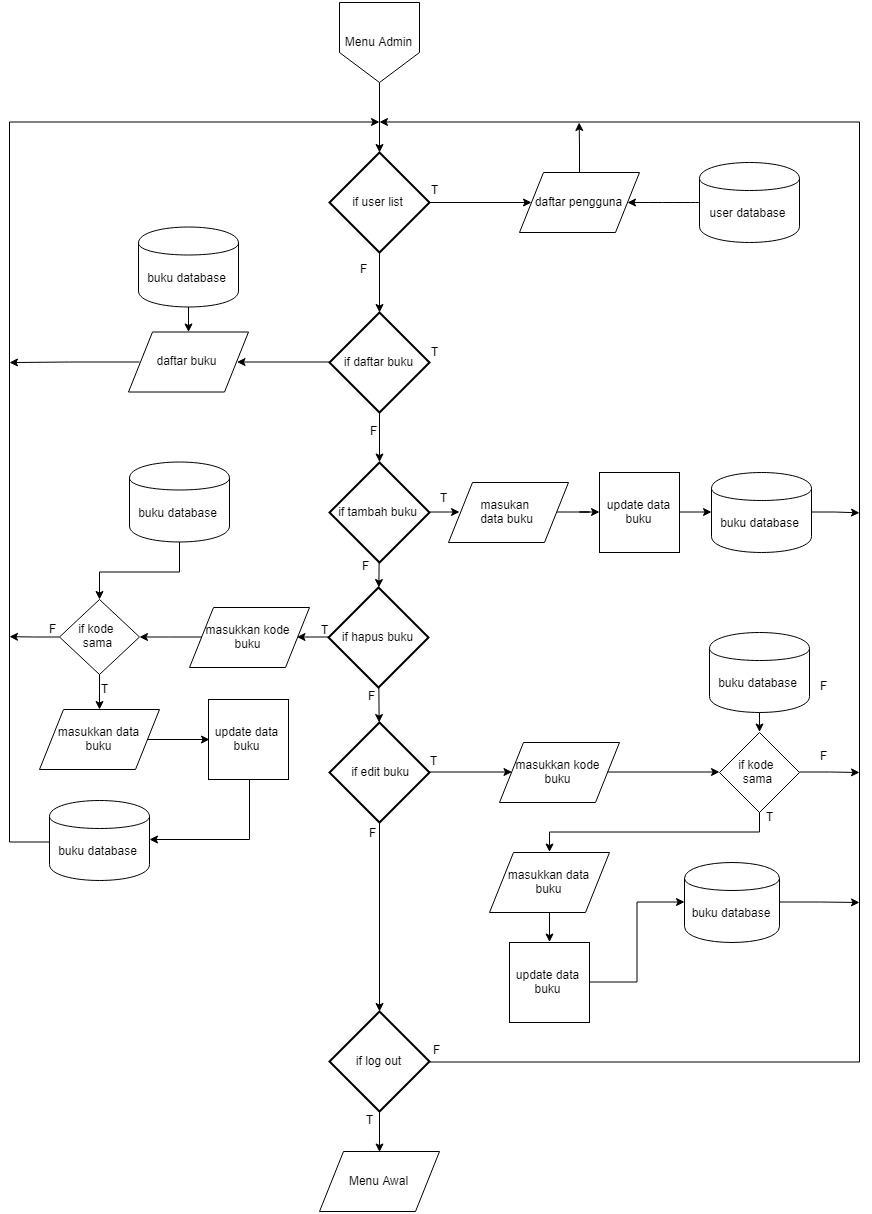 Menu Admin
if user list
T
daftar pengguna
user database
F
buku database
daftar buku
if daftar buku
T
F
buku database
if tambah buku
T
masukan
data buku
update data
buku
buku database
F
if kode
sama
F
masukkan kode
buku
T
if hapus buku
T
F
buku database
F
masukkan data
buku
update data
buku
if edit buku
T
masukkan kode
buku
if kode
sama
F
T
F
buku database
masukkan data
buku
buku database
update data
buku
if log out
F
T
Menu Awal